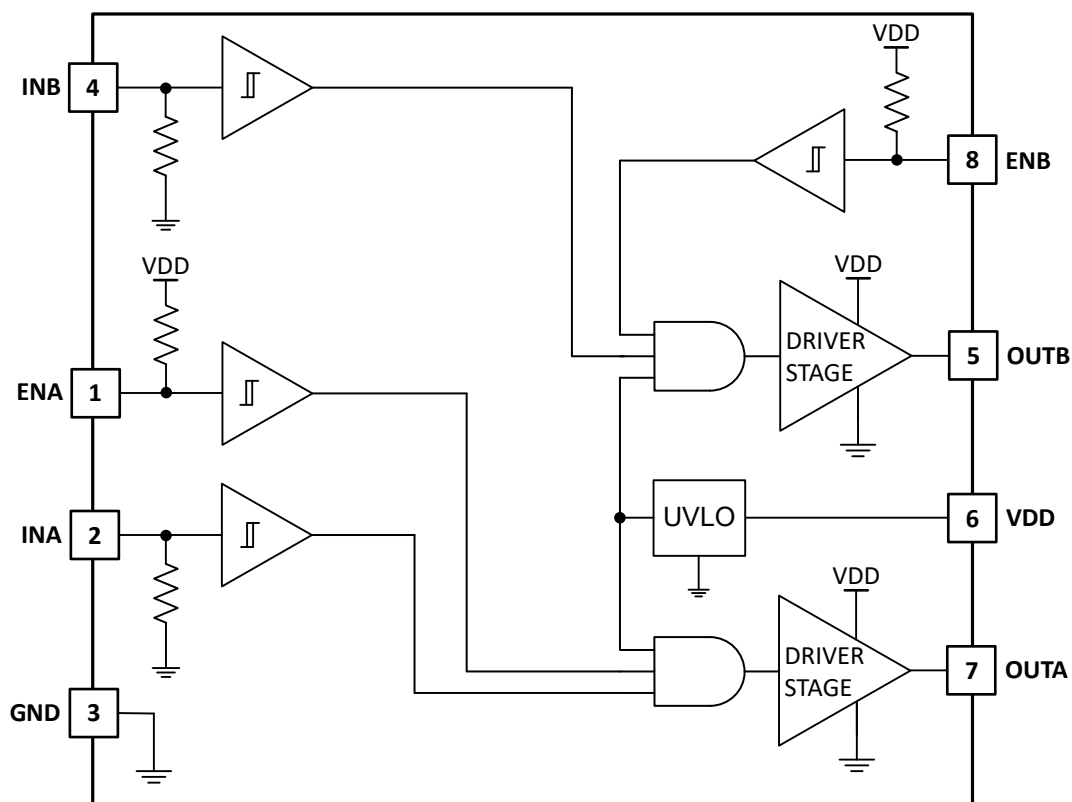 VDD
INB 4
8 ENB
VDD
VDD
ENA 1
DRIVER
STAGE
5 OUTB
INA 2
UVLO
6 VDD
VDD
DRIVER
STAGE
7 OUTA
GND 3